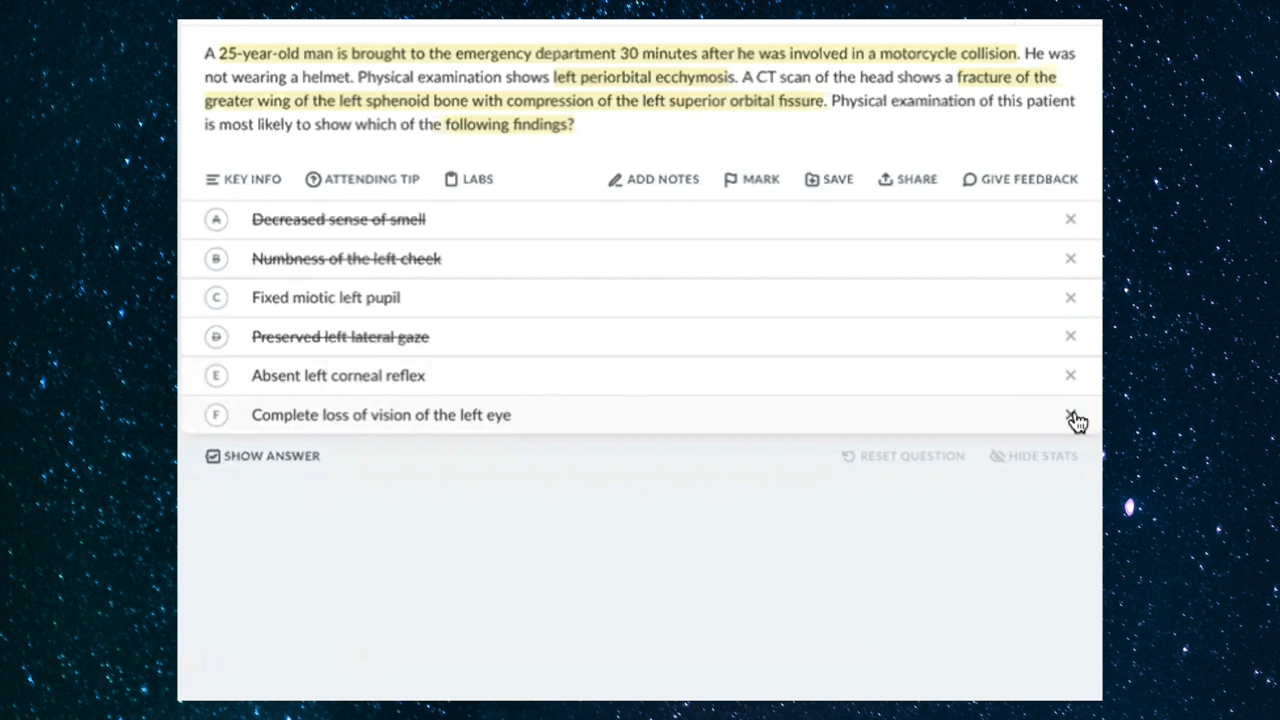 A 25-year-old man is brought to the emergency department 30 minutes after he was involved in a motorcycle collision. He was
not wearing a helmet. Physical examination shows left periorbital ecchymosis. A CT scan of the head shows a fracture of the
greater wing of the left sphenoid bone with compression of the left superior orbital fissure. Physical examination of this patient
is most likely to show which of the following findings?
KEY INFO ATTENDING TIP LABS ADD NOTES MARK SAVE SHARE GIVE FEEDBACK
A Decreased sense of smell
B Numbness of the left cheek
C Fixed miotic left pupil
D Preserved left lateral gaze
E Absent left corneal reflex
F Complete loss of vision of the left eye
SHOW ANSWER RESET QUESTION HIDE STATS